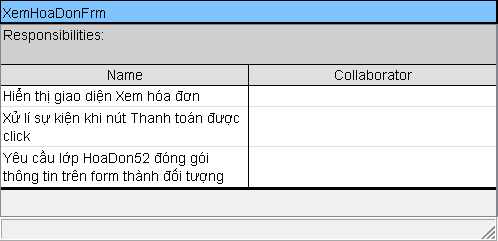 XemHoaDonFrm
Responsibilities:
Name
Collaborator
Hiển thị giao diện Xem hóa đơn
Xử lí sự kiện khi nút Thanh toán được
click
Yêu cầu lớp HoaDon52 đóng gói
thông tin trên form thành đối tượng